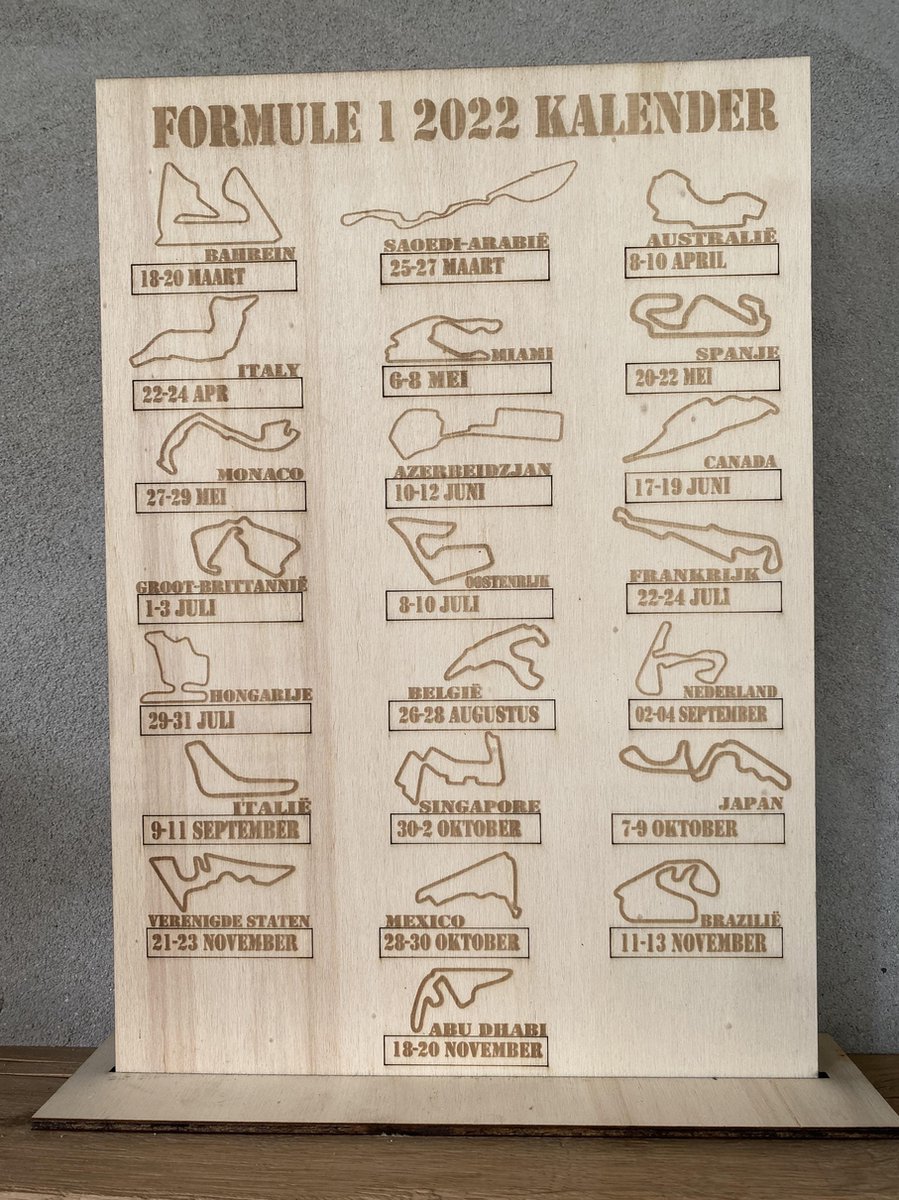 FORMULE 1 2022 KALENDER
BAHREIN
18-20 MAART
SAOEDI-ARABIË
25-27 MAART
AUSTRALIË
8-10 APRIL
ITALY
22-24 APR
MIAMI
6-8 MEI
SPANJE
20-22 MEI
MONACO
27-29 MEI
AZERBEIDZJAN
10-12 JUNI
CANADA
17-19 JUNI
GROOT-BRITTANNIË
1-3 JULI
OOSTENRIJK
8-10 JULI
FRANKRIJK
22-24 JULI
HONGARIJE
29-31 JULI
BELGIË
26-28 AUGUSTUS
NEDERLAND
02-04 SEPTEMBER
ITALIË
9-11 SEPTEMBER
SINGAPORE
30-2 OKTOBER
JAPAN
7-9 OKTOBER
VERENIGDE STATEN
21-23 NOVEMBER
MEXICO
28-30 OKTOBER
BRAZILIË
11-13 NOVEMBER
ABU DHABI
18-20 NOVEMBER